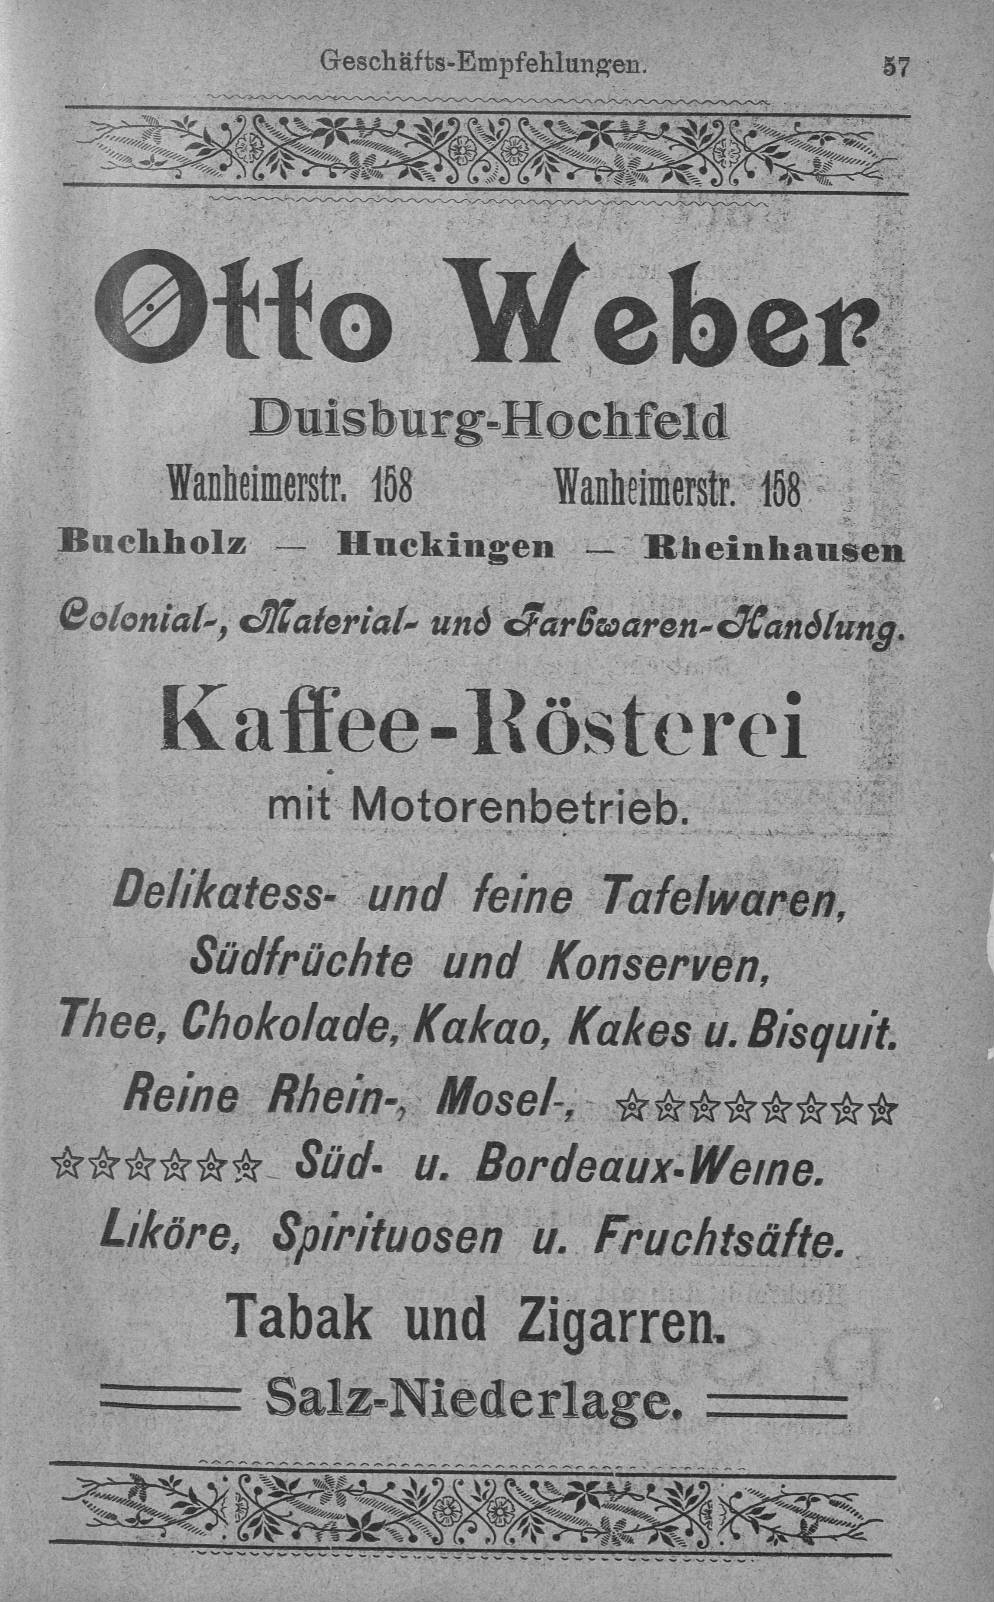 Geschäfts-Empfehlungen. 57
Otto Weber
Duisburg-Hochfeld
Wanheimerstr. 158 Wanheimerstr. 158
Buchholz — Huckingen — Rheinhausen
Colonial-, Material- und Farbwaren-Handlung.
Kaffee-Rösterei
mit Motorenbetrieb.
Delikatess- und feine Tafelwaren,
Südfrüchte und Konserven,
Thee, Chokolade, Kakao, Kakes u. Bisquit.
Reine Rhein-, Mosel-,
Süd- u. Bordeaux-Weine.
Liköre, Spirituosen u. Fruchtsäfte.
Tabak und Zigarren.
Salz-Niederlage.